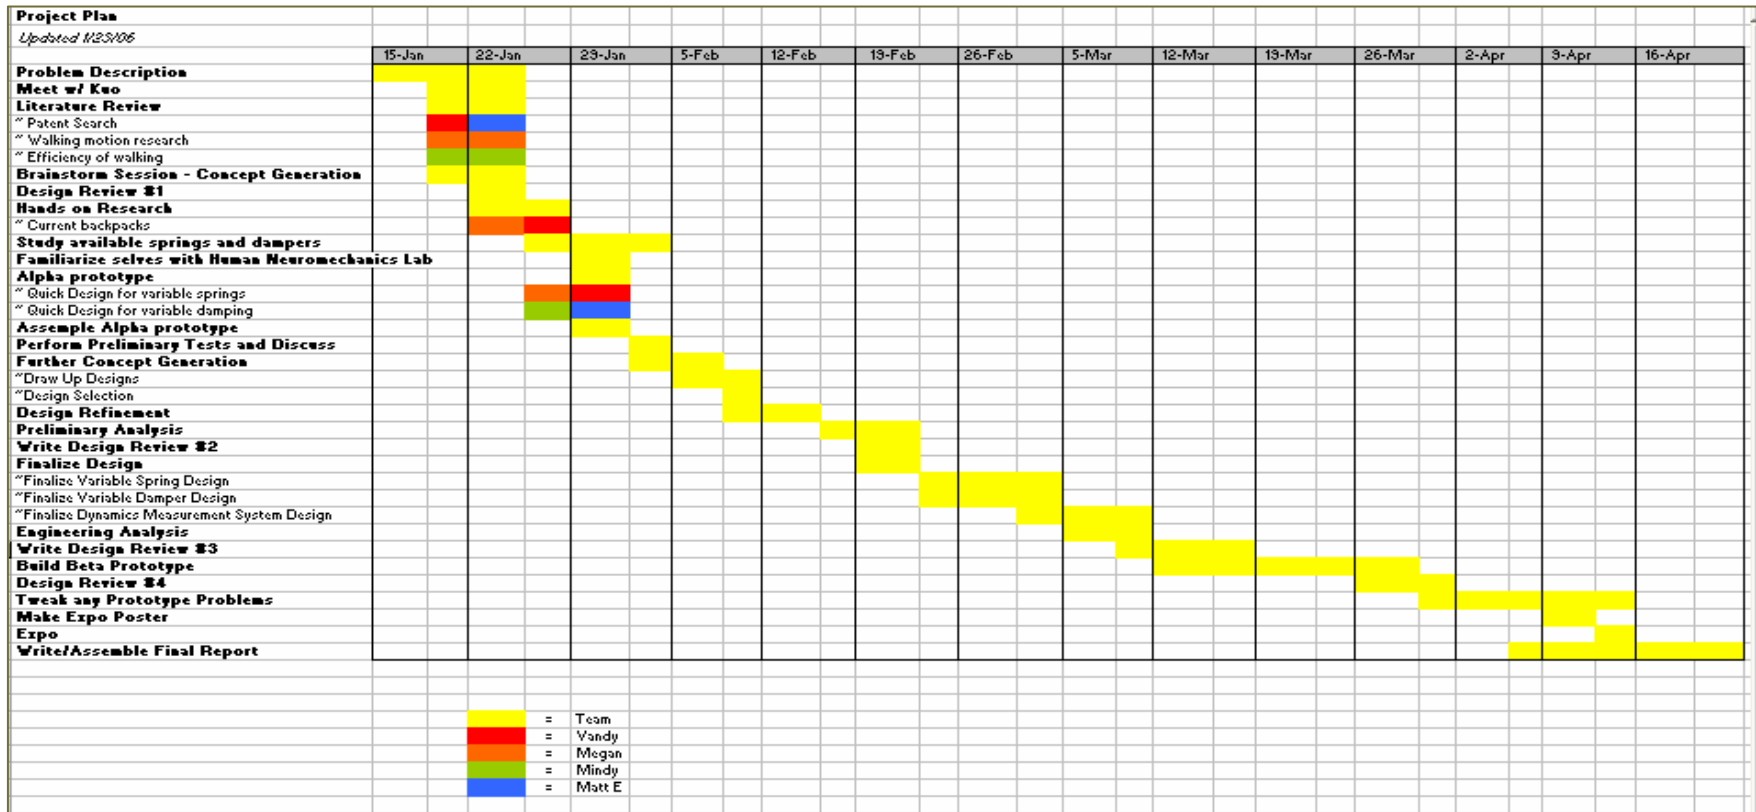 Project Plan
Updated 1/23/06
15-Jan 22-Jan 29-Jan 5-Feb 12-Feb 19-Feb 26-Feb 5-Mar 12-Mar 19-Mar 26-Mar 2-Apr 9-Apr 16-Apr
Problem Description
Meet w/ Kuo
Literature Review
~ Patent Search
~ Walking motion research
~ Efficiency of walking
Brainstorm Session - Concept Generation
Design Review #1
Hands on Research
~ Current backpacks
Study available springs and dampers
Familiarize selves with Human Neuromechanics Lab
Alpha prototype
~ Quick Design for variable springs
~ Quick Design for variable damping
Assemple Alpha prototype
Perform Preliminary Tests and Discuss
Further Concept Generation
~Draw Up Designs
~Design Selection
Design Refinement
Preliminary Analysis
Write Design Review #2
Finalize Design
~Finalize Variable Spring Design
~Finalize Variable Damper Design
~Finalize Dynamics Measurement System Design
Engineering Analysis
Write Design Review #3
Build Beta Prototype
Design Review #4
Tweak any Prototype Problems
Make Expo Poster
Expo
Write/Assemble Final Report
= Team
= Vandy
= Megan
= Mindy
= Matt E